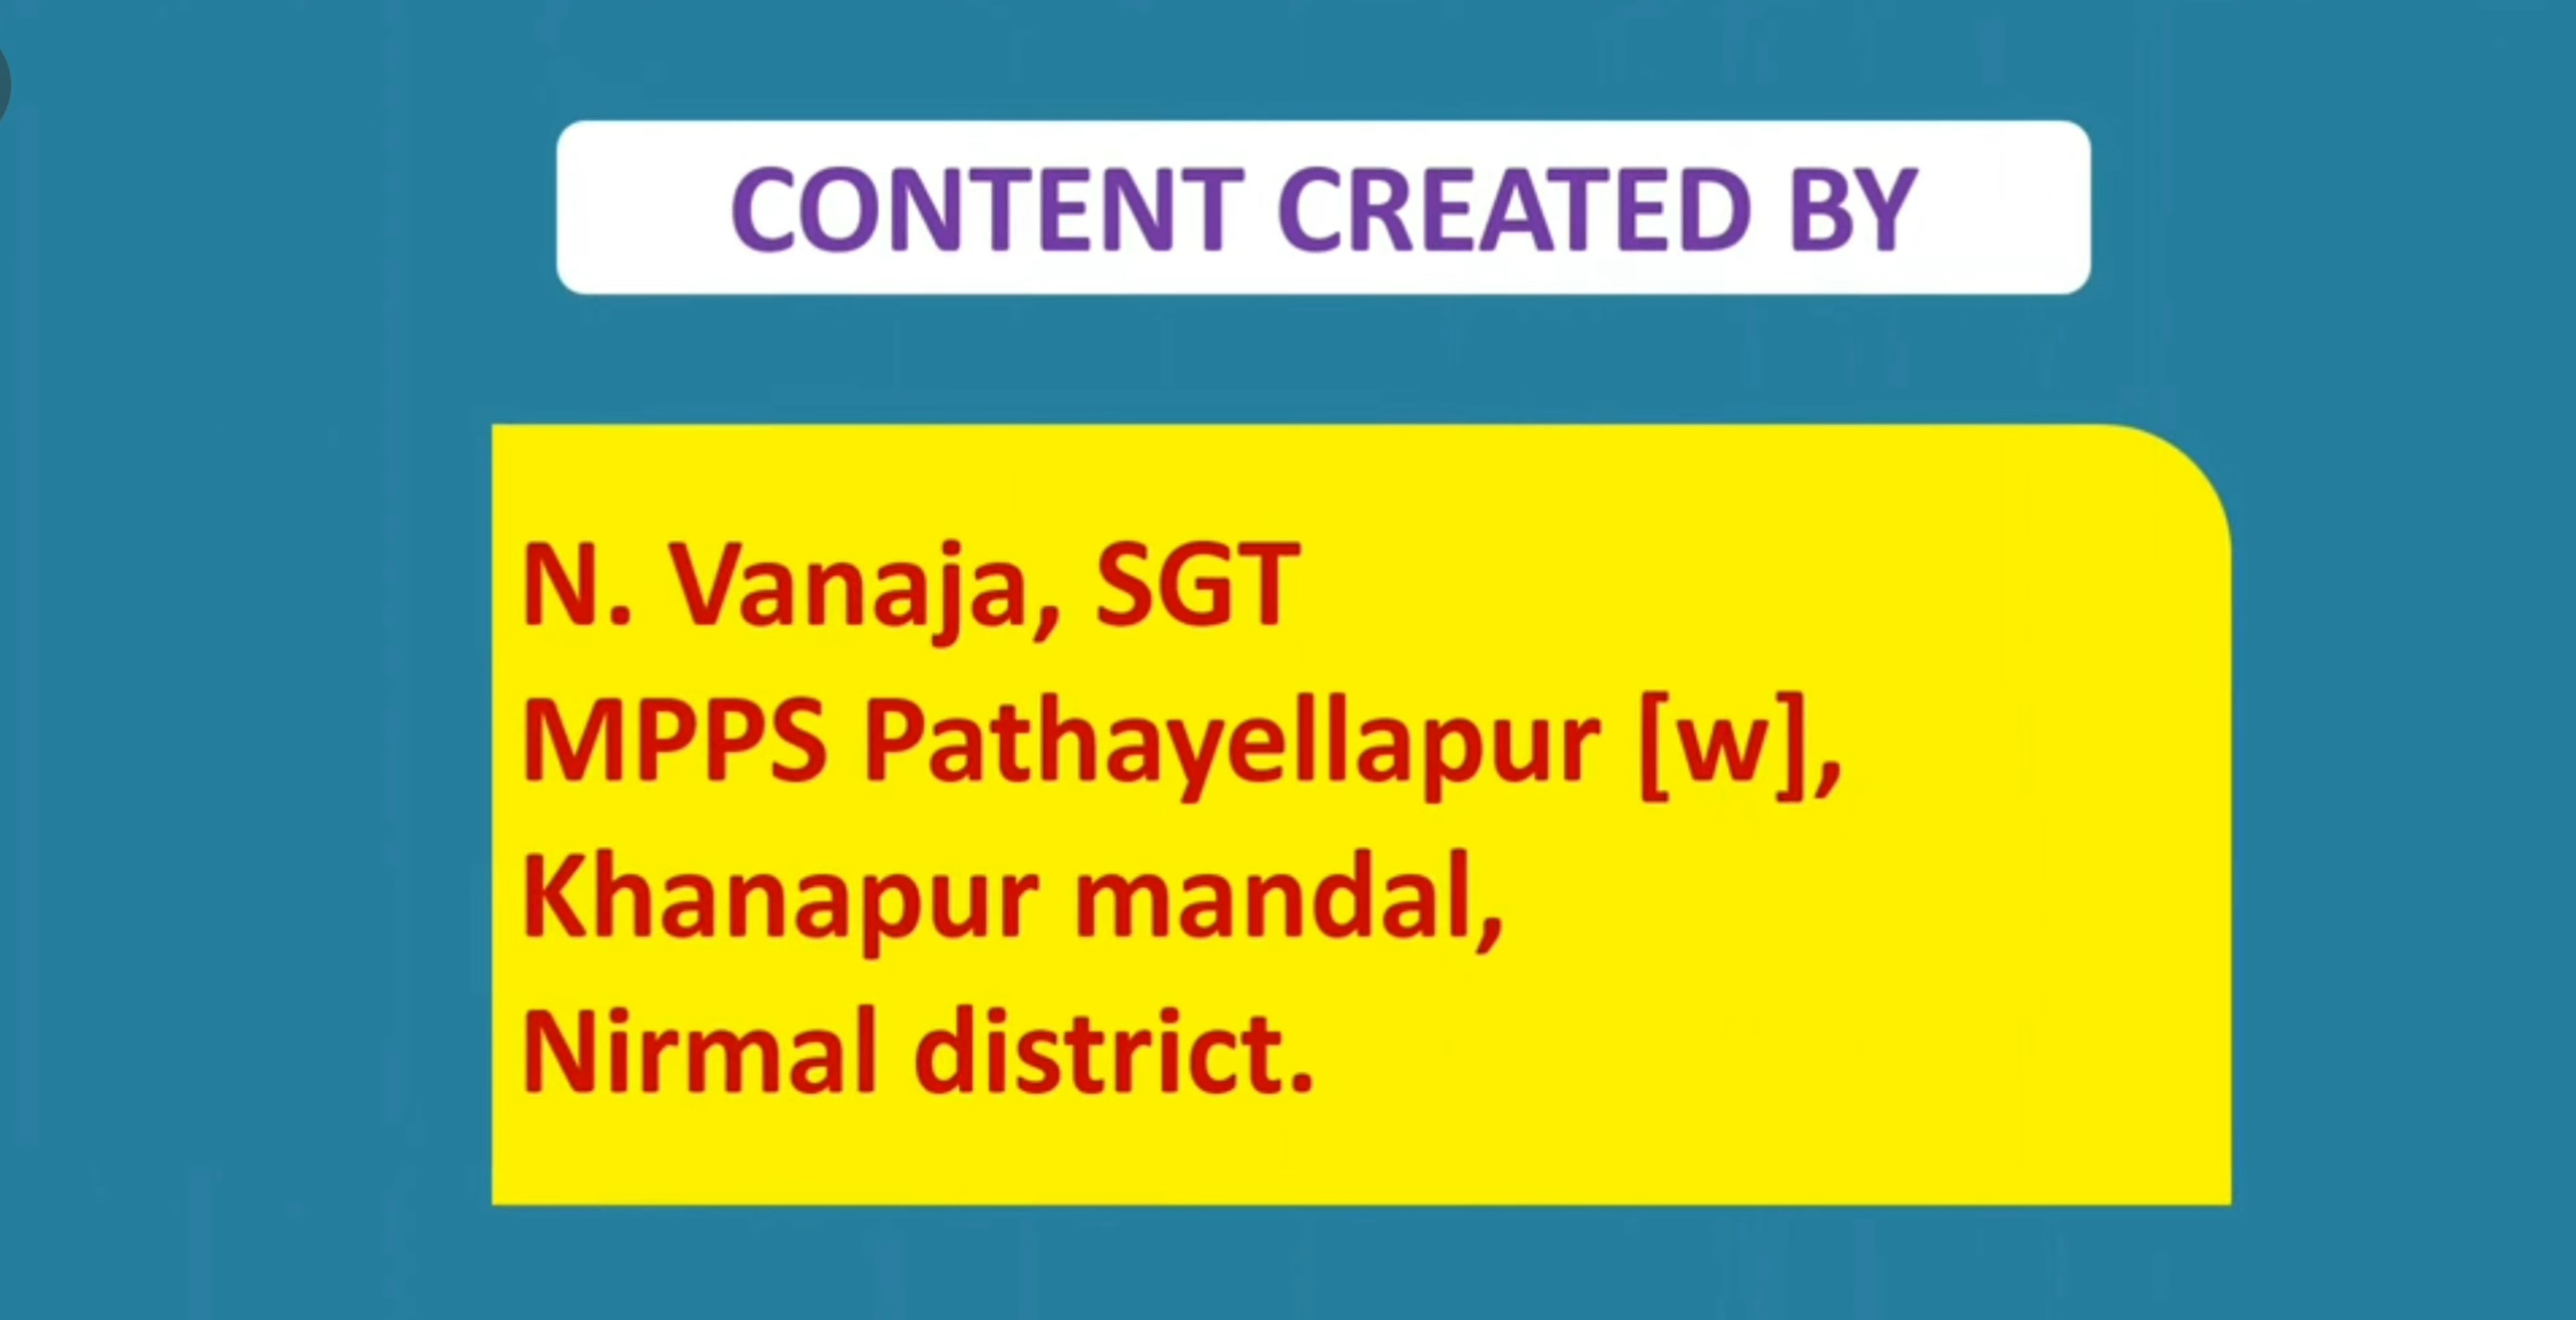 CONTENT CREATED BY
N. Vanaja, SGT
MPPS Pathayellapur [w],
Khanapur mandal,
Nirmal district.